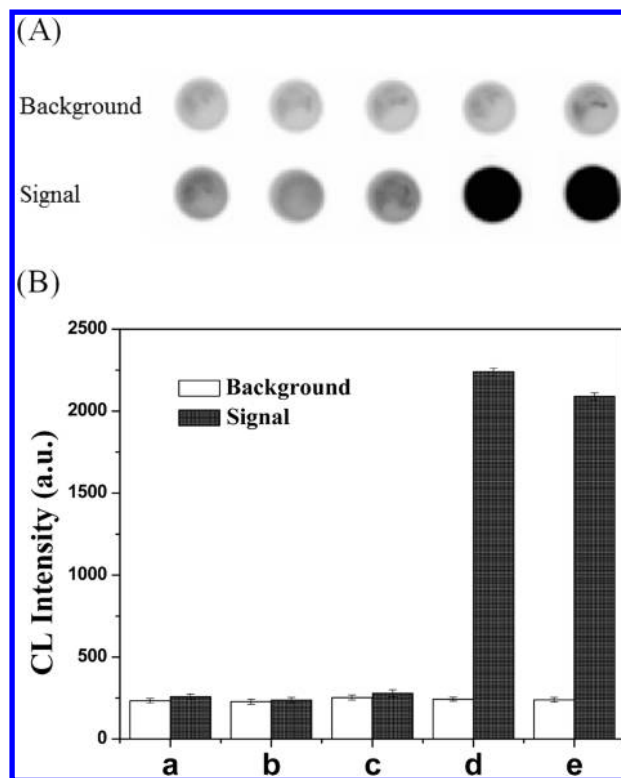 (A)
Background
Signal
(B)
2500
2000
1500
1000
500
0
CL Intensity (a.u.)
Background
Signal
a b c d e